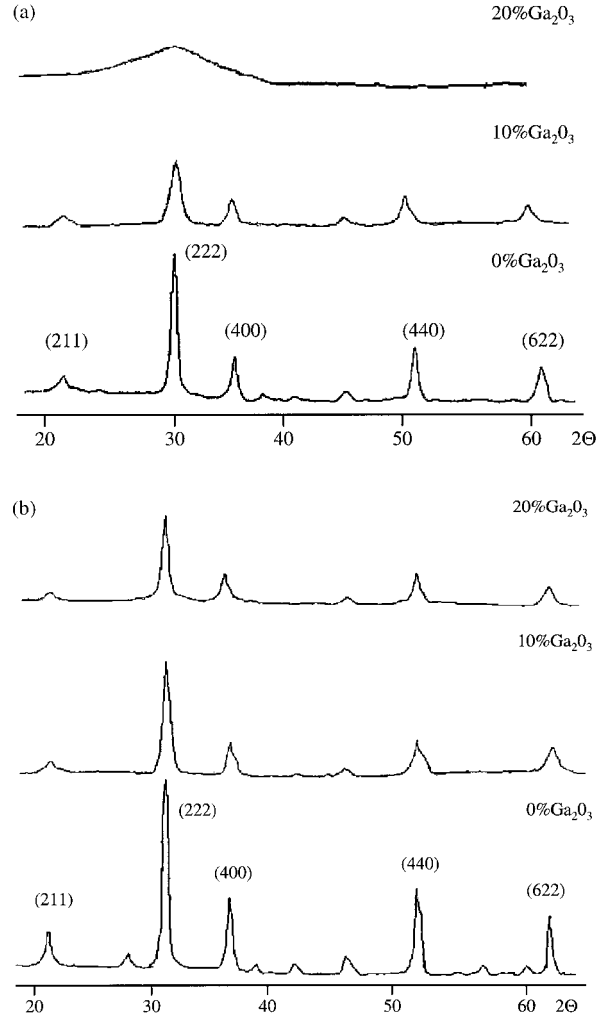 (a)
20%Ga₂0₃
10%Ga₂0₃
0%Ga₂0₃
(222)
(211)
(400)
(440)
(622)
20 30 40 50 60 2Θ
(b)
20%Ga₂0₃
10%Ga₂0₃
0%Ga₂0₃
(222)
(400)
(440)
(211)
(622)
20 30 40 50 60 2Θ